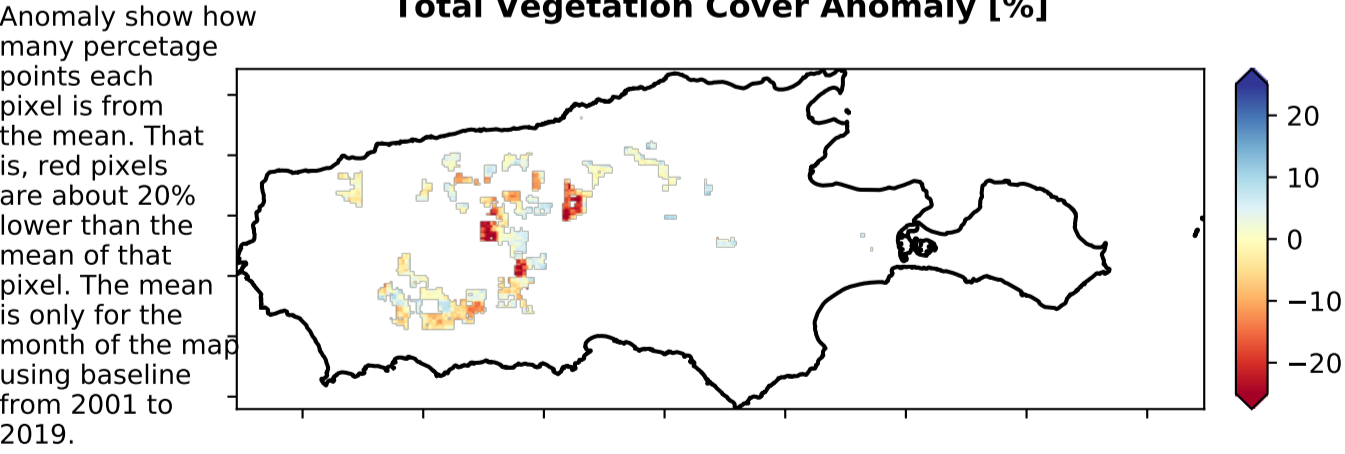 Total Vegetation Cover Anomaly [%]
Anomaly show how
many percetage
points each
pixel is from
the mean. That
is, red pixels
are about 20%
lower than the
mean of that
pixel. The mean
is only for the
month of the map
using baseline
from 2001 to
2019.
20
10
0
−10
−20